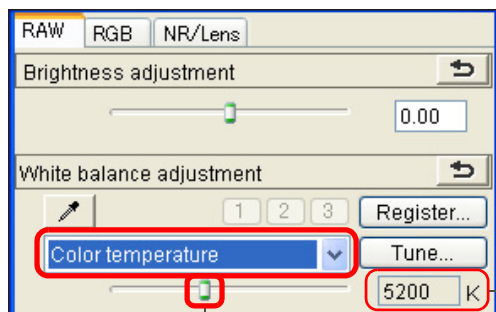 RAW RGB NR/Lens
Brightness adjustment
0.00
White balance adjustment
1 2 3 Register...
Color temperature Tune...
5200 K